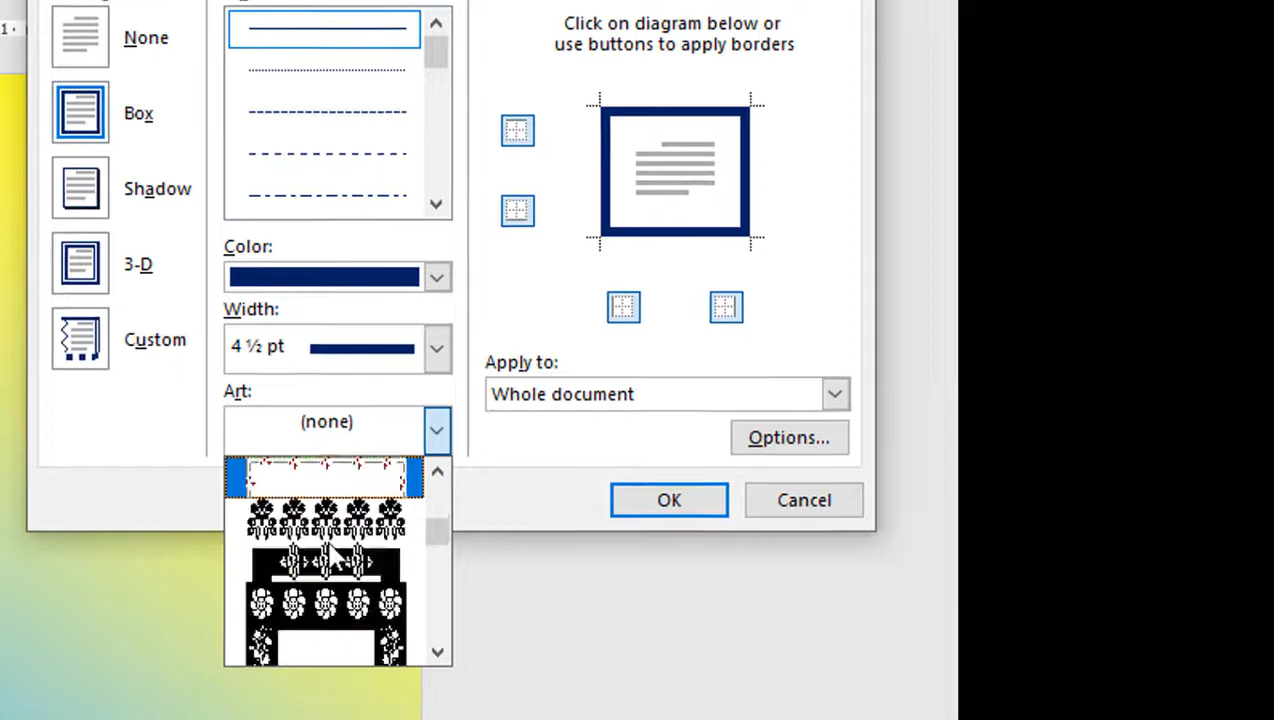 1
None
Box
Shadow
3-D
Custom
Color:
Width:
4 ½ pt
Art:
(none)
Click on diagram below or
use buttons to apply borders
Apply to:
Whole document
Options...
OK
Cancel